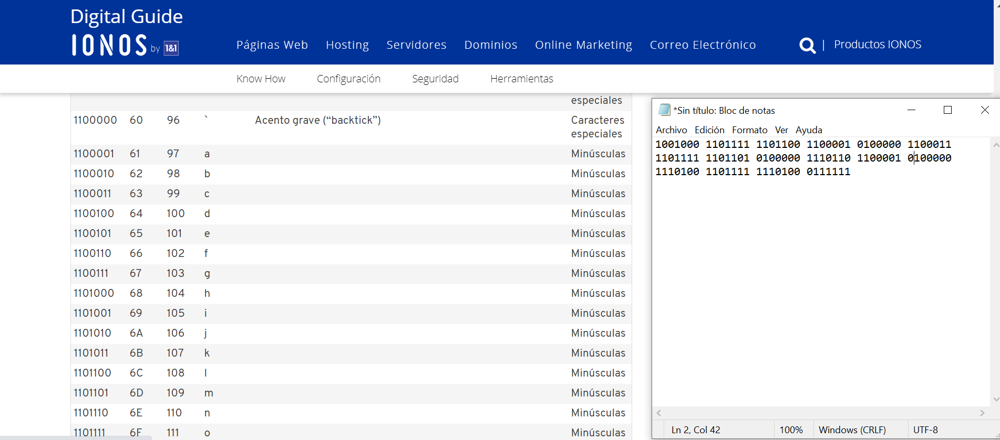 Digital Guide
IONOS by 1&1
Páginas Web Hosting Servidores Dominios Online Marketing Correo Electrónico | Productos IONOS
Know How Configuración Seguridad Herramientas
especiales
1100000 60 96 ` Acento grave (“backtick”) Caracteres
especiales
1100001 61 97 a Minúsculas
1100010 62 98 b Minúsculas
1100011 63 99 c Minúsculas
1100100 64 100 d Minúsculas
1100101 65 101 e Minúsculas
1100110 66 102 f Minúsculas
1100111 67 103 g Minúsculas
1101000 68 104 h Minúsculas
1101001 69 105 i Minúsculas
1101010 6A 106 j Minúsculas
1101011 6B 107 k Minúsculas
1101100 6C 108 l Minúsculas
1101101 6D 109 m Minúsculas
1101110 6E 110 n Minúsculas
1101111 6F 111 o Minúsculas
*Sin título: Bloc de notas
Archivo Edición Formato Ver Ayuda
1001000 1101111 1101100 1100001 0100000 1100011
1101111 1101101 0100000 1110110 1100001 0100000
1110100 1101111 1110100 0111111
Ln 2, Col 42 100% Windows (CRLF) UTF-8